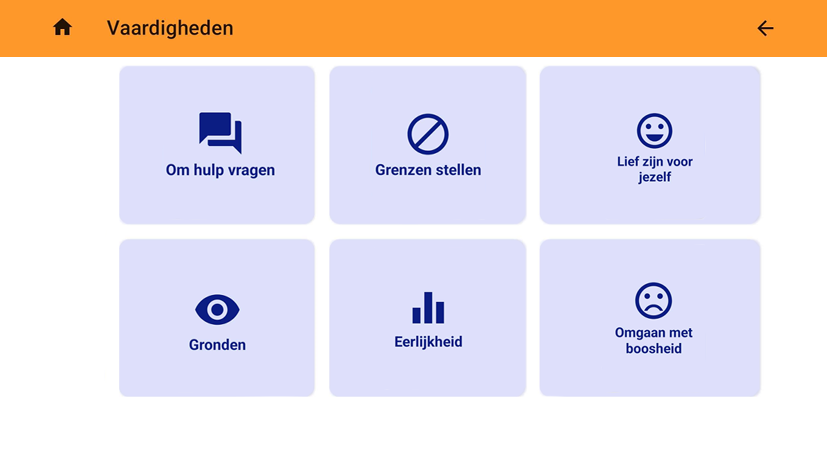 Vaardigheden
Om hulp vragen
Grenzen stellen
Lief zijn voor
jezelf
Gronden
Eerlijkheid
Omgaan met
boosheid